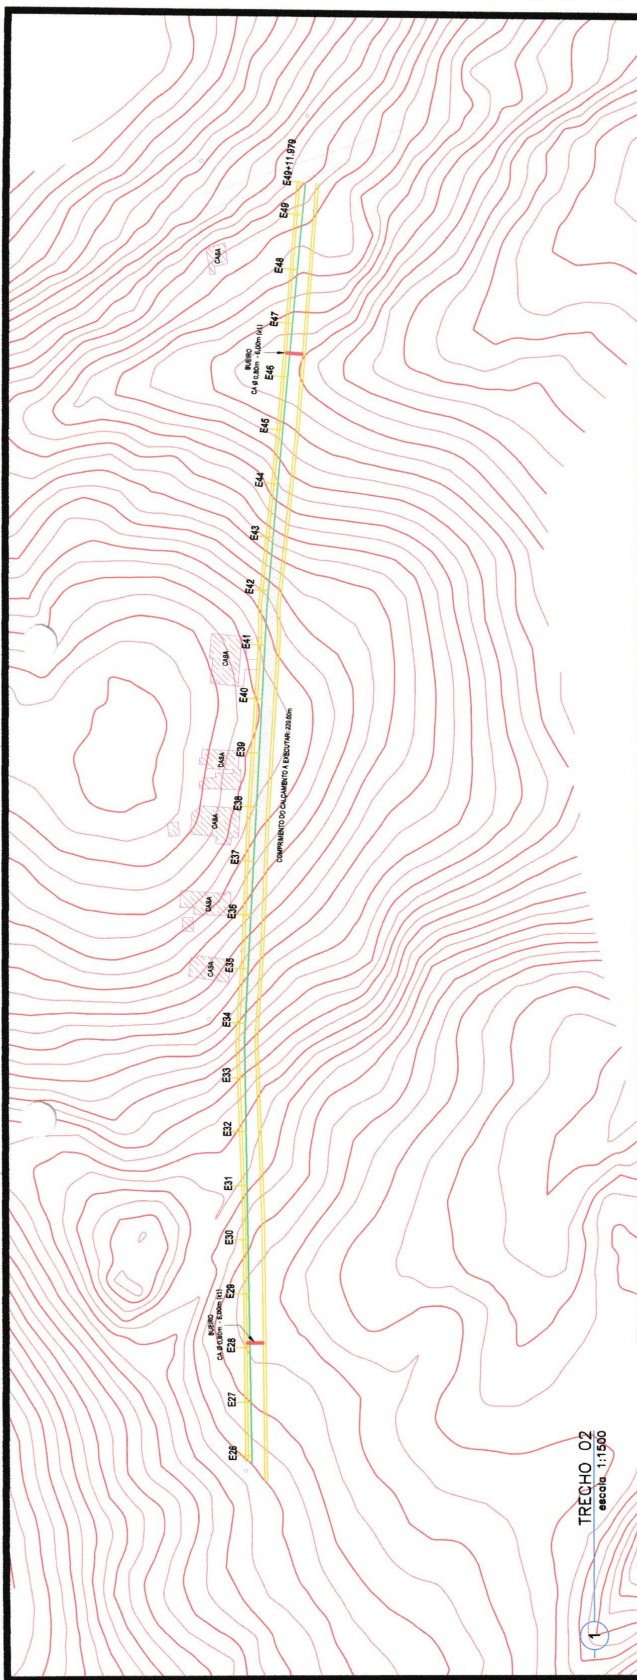 E26
E27
BUEIRO
CA Ø 0,80m - 6,00m (x1)
E28
E29
E30
E31
E32
E33
E34
E35
CASA
E36
CASA
E37
CASA
E38
CASA
E39
E40
CASA
E41
COMPRIMENTO DO CALÇAMENTO A EXECUTAR:
E42
E43
E44
E45
BUEIRO
CA Ø 0,80m - 6,00m (x1)
E46
E47
E48
CASA
E49
E49+11.979
1
TRECHO 02
escala 1:1500